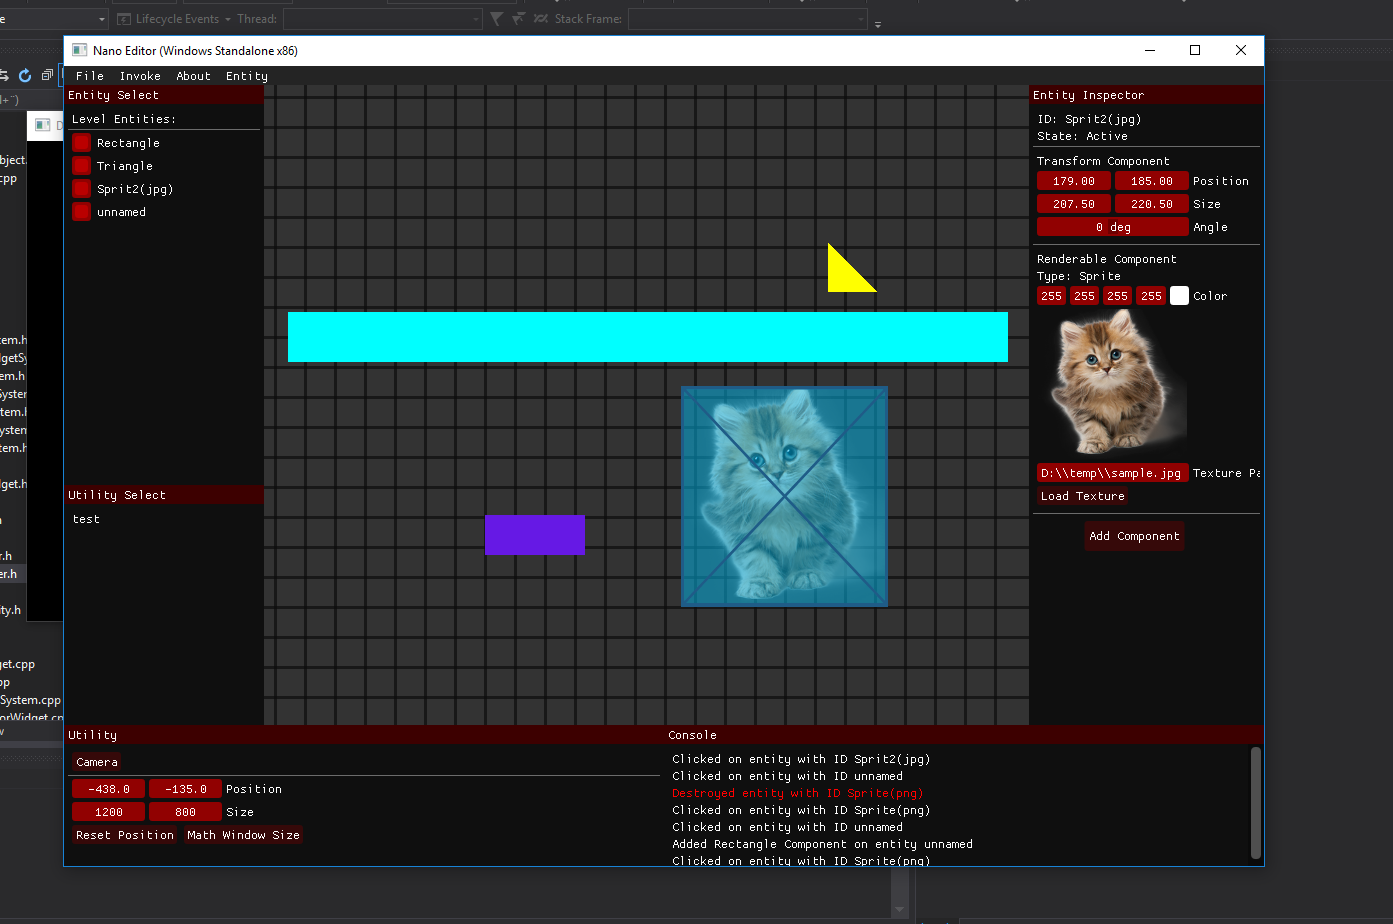 e
Lifecycle Events
Thread:
Stack Frame:
Nano Editor (Windows Standalone x86)
File Invoke About Entity
Entity Select
Level Entities:
Rectangle
Triangle
Sprit2(jpg)
unnamed
Utility Select
test
Entity Inspector
ID: Sprit2(jpg)
State: Active
Transform Component
179.00 185.00 Position
207.50 220.50 Size
0 deg Angle
Renderable Component
Type: Sprite
255 255 255 255 Color
D:\\temp\\sample.jpg Texture Pa
Load Texture
Add Component
Utility
Camera
-438.0 -135.0 Position
1200 800 Size
Reset Position Math Window Size
Console
Clicked on entity with ID Sprit2(jpg)
Clicked on entity with ID unnamed
Destroyed entity with ID Sprite(png)
Clicked on entity with ID Sprite(png)
Clicked on entity with ID unnamed
Added Rectangle Component on entity unnamed
Clicked on entity with ID Sprite(png)
D
bject.
cpp
tem.h
em.h
System
tem.h
ystem
tem.h
dget.h
r.h
er.h
ity.h
get.cpp
pp
System.cpp
orWidget.cp